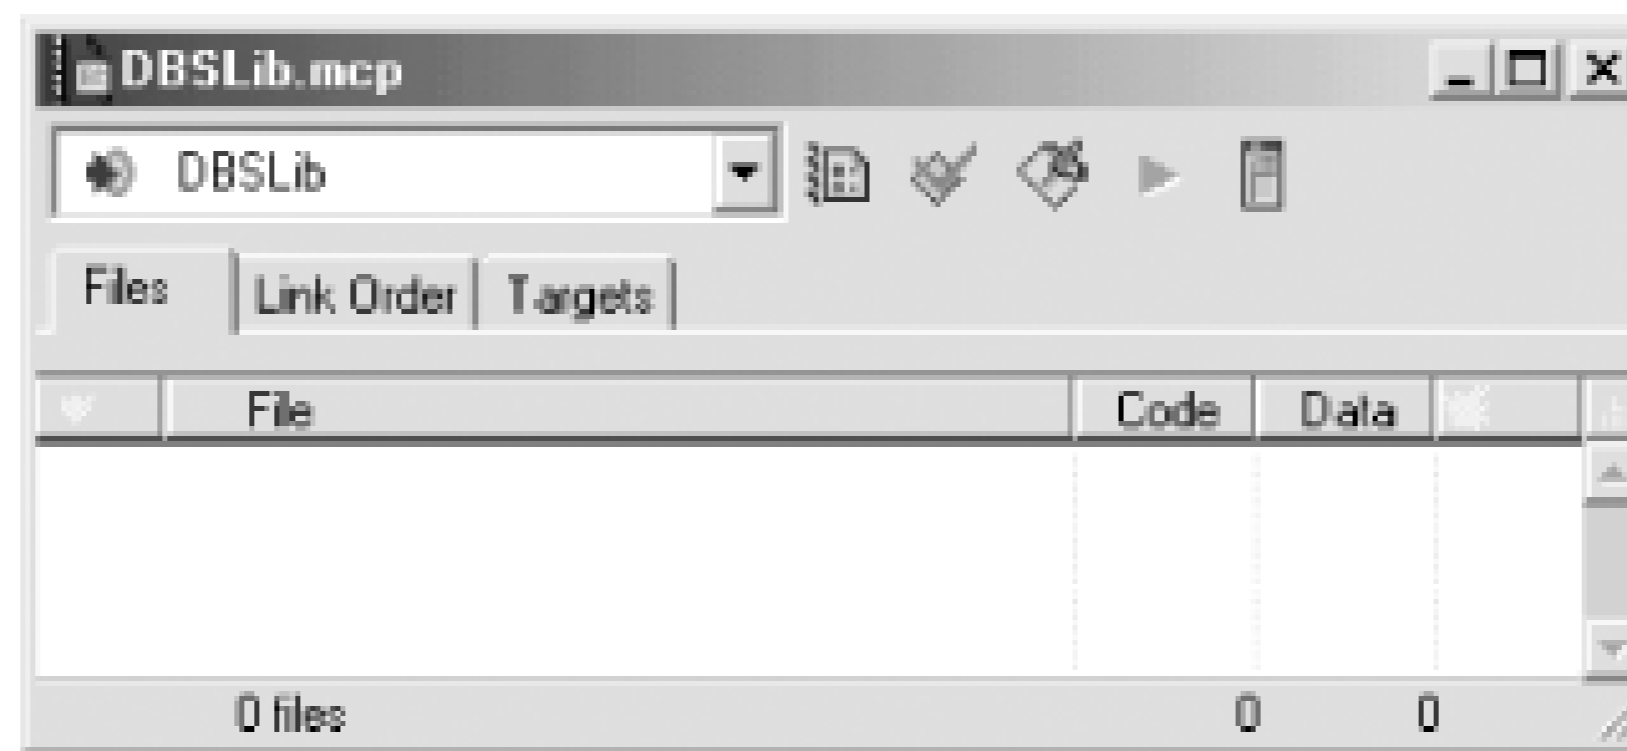 DBSLib.mcp
DBSLib
Files Link Order Targets
File Code Data
0 files 0 0